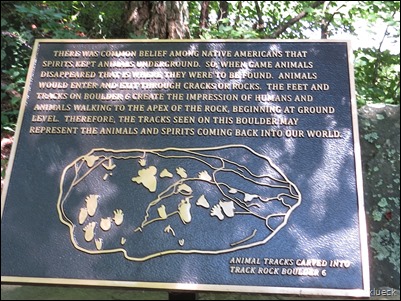 THERE WAS COMMON BELIEF AMONG NATIVE AMERICANS THAT
SPIRITS KEPT ANIMALS UNDERGROUND. SO, WHEN GAME ANIMALS
DISAPPEARED THAT IS WHERE THEY WERE TO BE FOUND. ANIMALS
WOULD ENTER AND EXIT THROUGH CRACKS OR ROCKS. THE FEET AND
TRACKS ON BOULDER 6 CREATE THE IMPRESSION OF HUMANS AND
ANIMALS WALKING TO THE APEX OF THE ROCK, BEGINNING AT GROUND
LEVEL. THEREFORE, THE TRACKS ON THIS BOULDER MAY
REPRESENT THE ANIMALS AND SPIRITS COMING BACK INTO OUR WORLD.
ANIMAL TRACKS CARVED INTO
TRACK ROCK BOULDER 6